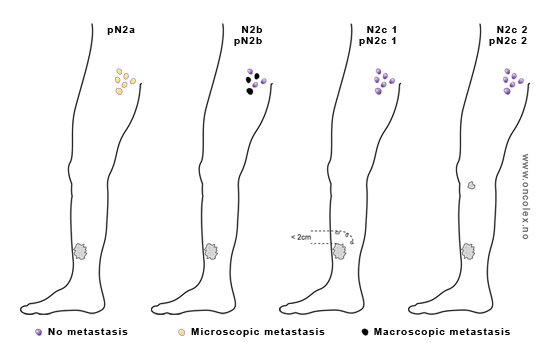 pN2a
N2b
pN2b
N2c 1
pN2c 1
N2c 2
pN2c 2
< 2cm
www.oncolex.no
No metastasis
Microscopic metastasis
Macroscopic metastasis